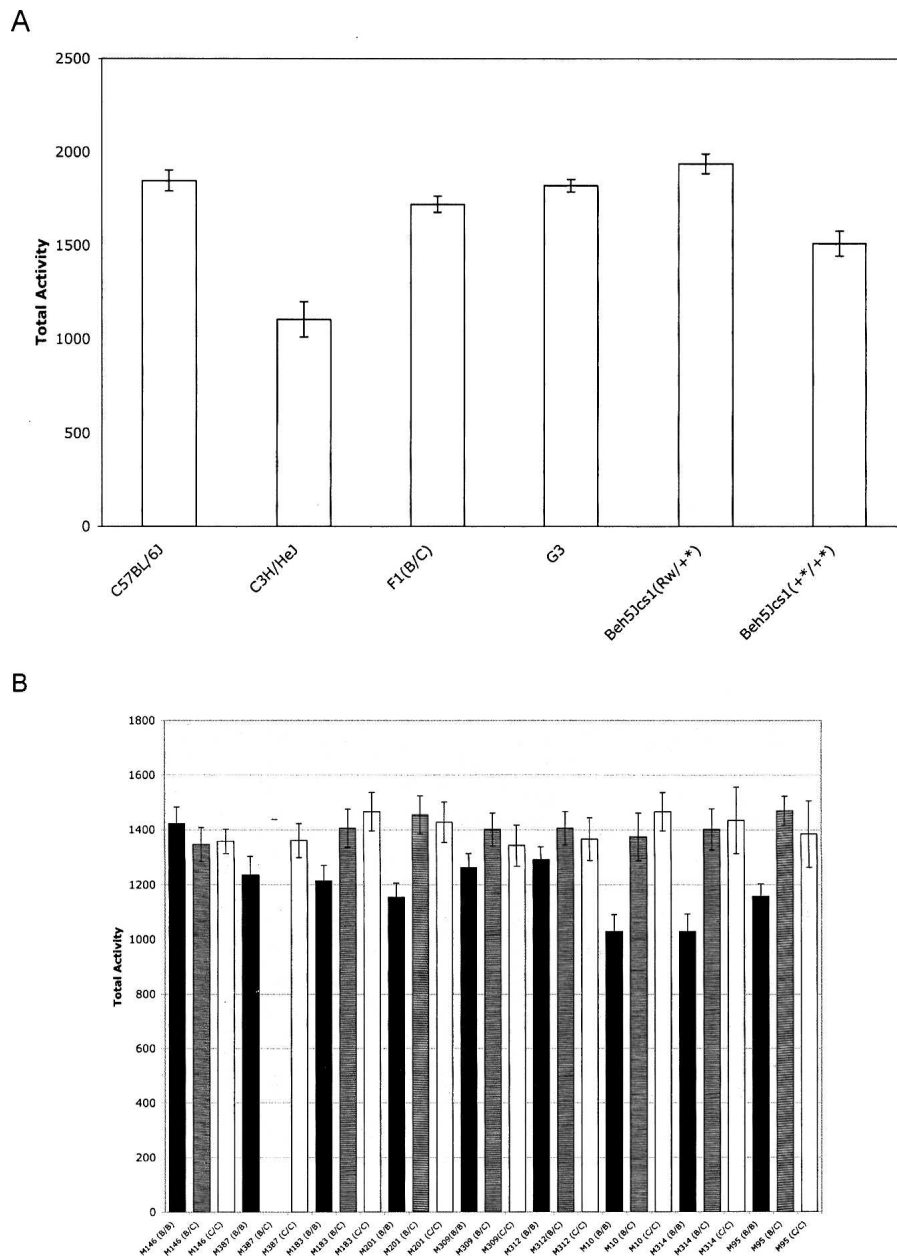 A
2500
2000
1500
1000
500
0
Total Activity
C57BL/6J
C3H/HeJ
F1(B/C)
G3
Beh5Jcs1(Rw/+*)
Beh5Jcs1(+*/+*)
B
1800
1600
1400
1200
1000
800
600
400
200
0
Total Activity
M146 (B/B)
M146 (B/C)
M146 (C/C)
M387 (B/B)
M387 (B/C)
M387 (C/C)
M183 (B/B)
M183 (B/C)
M183 (C/C)
M201 (B/B)
M201 (B/C)
M201 (C/C)
M309(B/B)
M309 (B/C)
M309(C/C)
M312 (B/B)
M312(B/C)
M312 (C/C)
M10 (B/B)
M10 (B/C)
M10 (C/C)
M314 (B/B)
M314 (B/C)
M314 (C/C)
M95 (B/B)
M95 (B/C)
M95 (C/C)